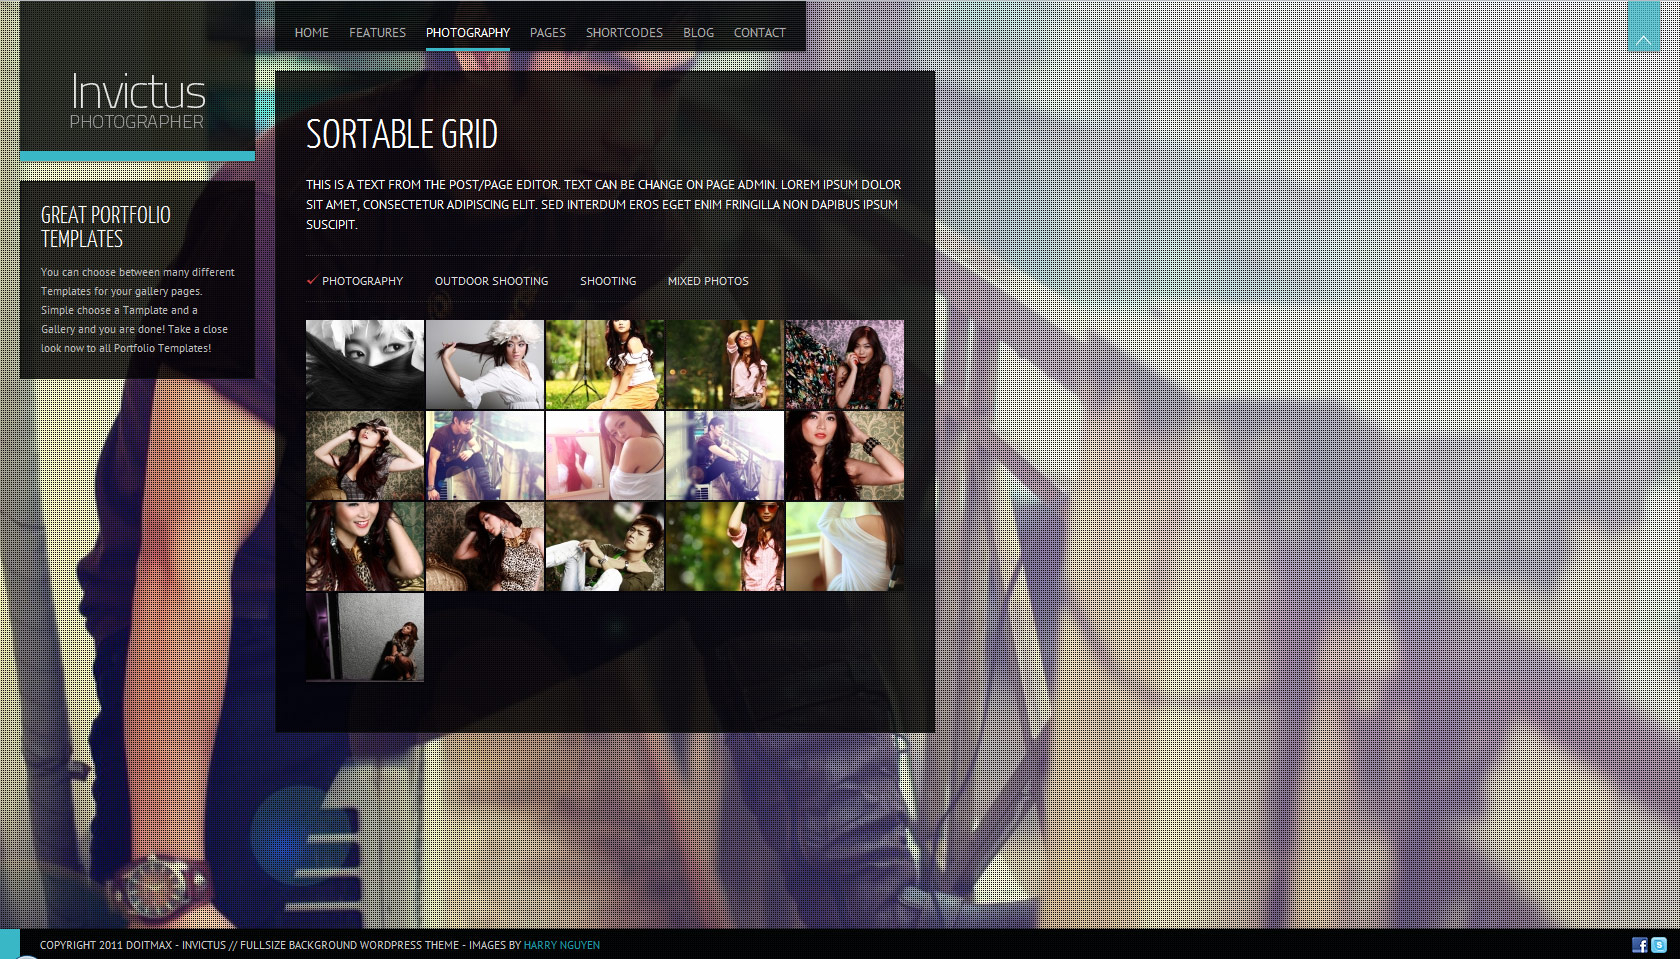 Invictus
PHOTOGRAPHER
HOME FEATURES PHOTOGRAPHY PAGES SHORTCODES BLOG CONTACT
GREAT PORTFOLIO
TEMPLATES
You can choose between many different
Templates for your gallery pages.
Simple choose a Tamplate and a
Gallery and you are done! Take a close
look now to all Portfolio Templates!
SORTABLE GRID
THIS IS A TEXT FROM THE POST/PAGE EDITOR. TEXT CAN BE CHANGE ON PAGE ADMIN. LOREM IPSUM DOLOR
SIT AMET, CONSECTETUR ADIPISCING ELIT. SED INTERDUM EROS EGET ENIM FRINGILLA NON DAPIBUS IPSUM
SUSCIPIT.
PHOTOGRAPHY OUTDOOR SHOOTING SHOOTING MIXED PHOTOS
COPYRIGHT 2011 DOITMAX - INVICTUS // FULLSIZE BACKGROUND WORDPRESS THEME - IMAGES BY HARRY NGUYEN